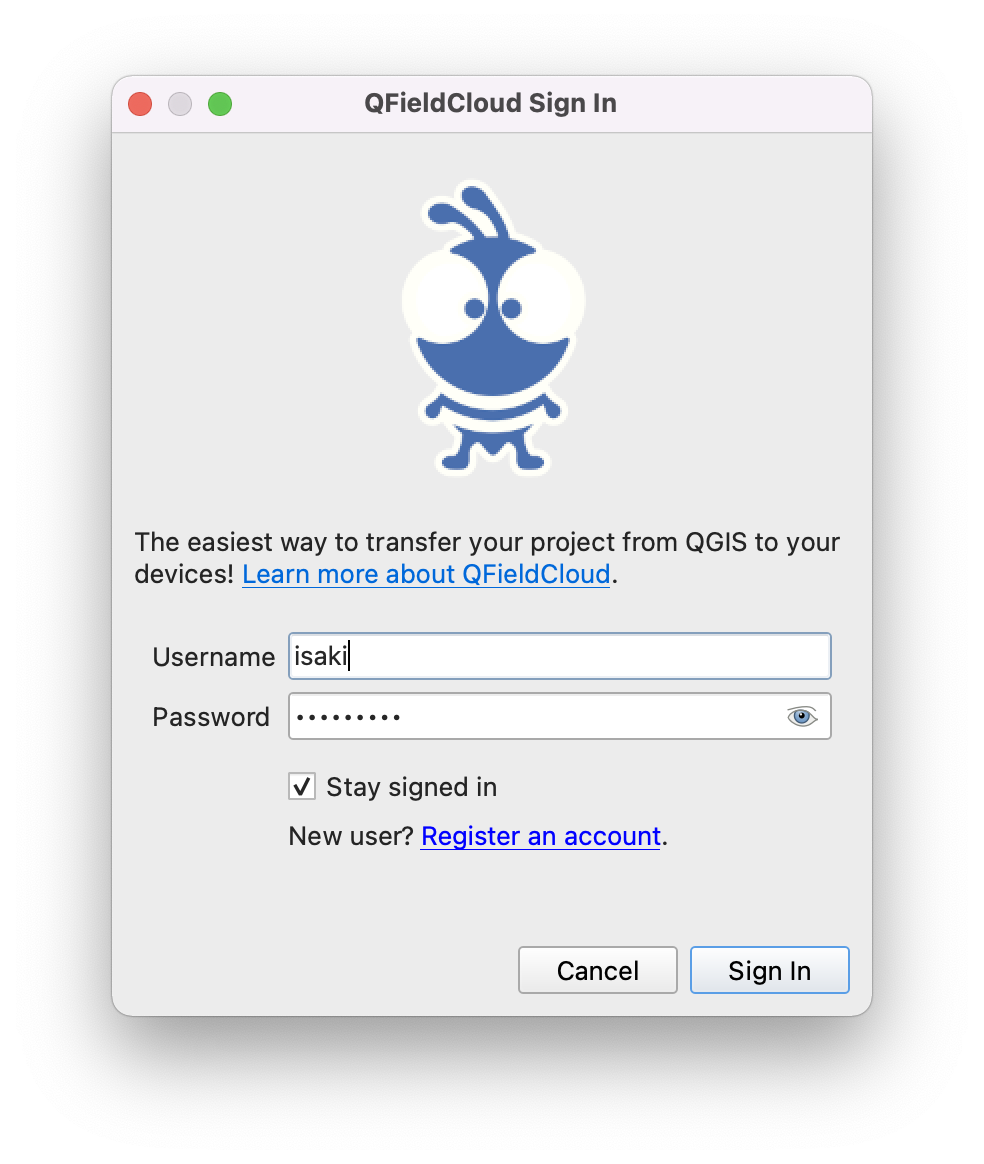 QFieldCloud Sign In
The easiest way to transfer your project from QGIS to your
devices! Learn more about QFieldCloud.
Username isaki
Password •••••••••
Stay signed in
New user? Register an account.
Cancel Sign In